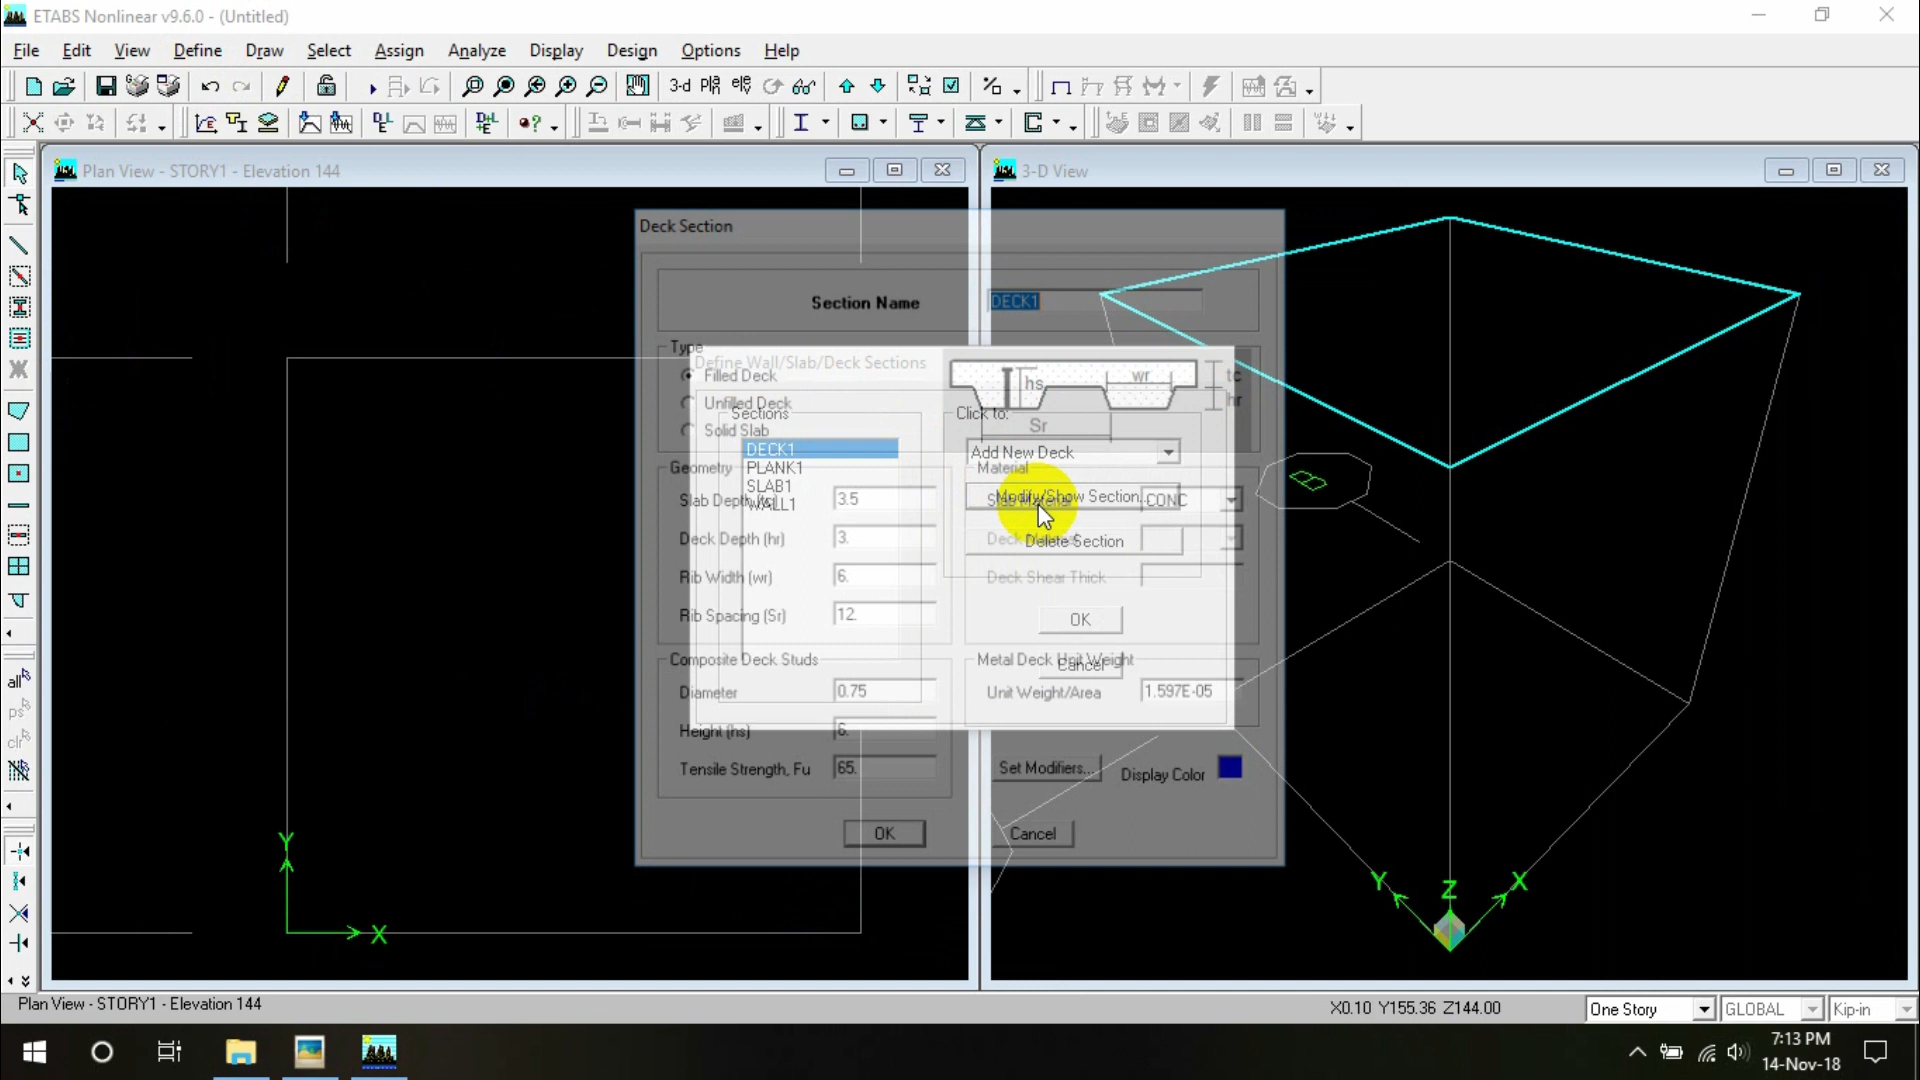 ETABS Nonlinear v9.6.0 - (Untitled)
File Edit View Define Draw Select Assign Analyze Display Design Options Help
3-d
Plan View - STORY1 - Elevation 144
3-D View
Deck Section
Section Name DECK1
Type
Filled Deck
Unfilled Deck
Solid Slab
hs wr tc
hr
Sr
Geometry
Slab Depth (tc) 3.5
Deck Depth (hr) 3.
Rib Width (wr) 6.
Rib Spacing (Sr) 12.
Material
Slab Material CONC
Deck Shear Thick
Composite Deck Studs
Diameter 0.75
Height (hs) 6.
Tensile Strength, Fu 65.
Metal Deck Unit Weight
Unit Weight/Area 1.597E-05
Set Modifiers... Display Color
OK Cancel
Define Wall/Slab/Deck Sections
Sections
DECK1
PLANK1
SLAB1
WALL1
Click to:
Add New Deck
Modify/Show Section...
Delete Section
OK
Cancel
all
ps
clr
Y
X
Y Z X
Plan View - STORY1 - Elevation 144
X0.10 Y155.36 Z144.00
One Story GLOBAL Kip-in
7:13 PM
14-Nov-18